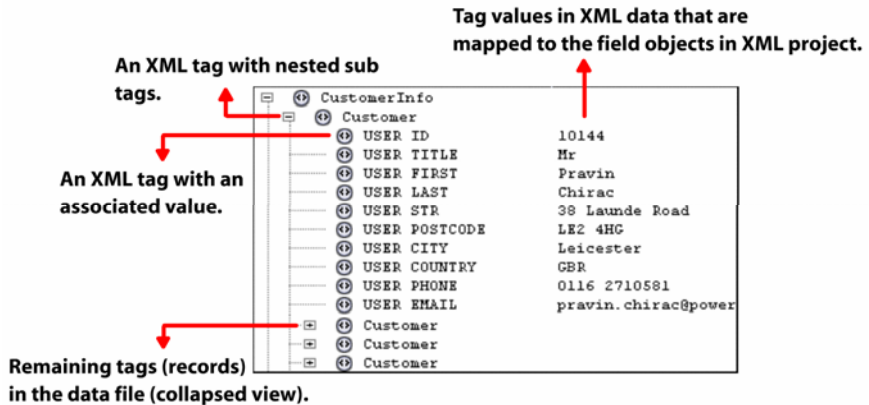 Tag values in XML data that are
mapped to the field objects in XML project.
An XML tag with nested sub
tags.
CustomerInfo
Customer
USER ID 10144
USER TITLE Mr
USER FIRST Pravin
An XML tag with an
associated value.
USER LAST Chirac
USER STR 38 Launde Road
USER POSTCODE LE2 4HG
USER CITY Leicester
USER COUNTRY GBR
USER PHONE 0116 2710581
USER EMAIL pravin.chirac@power
Customer
Customer
Customer
Remaining tags (records)
in the data file (collapsed view).